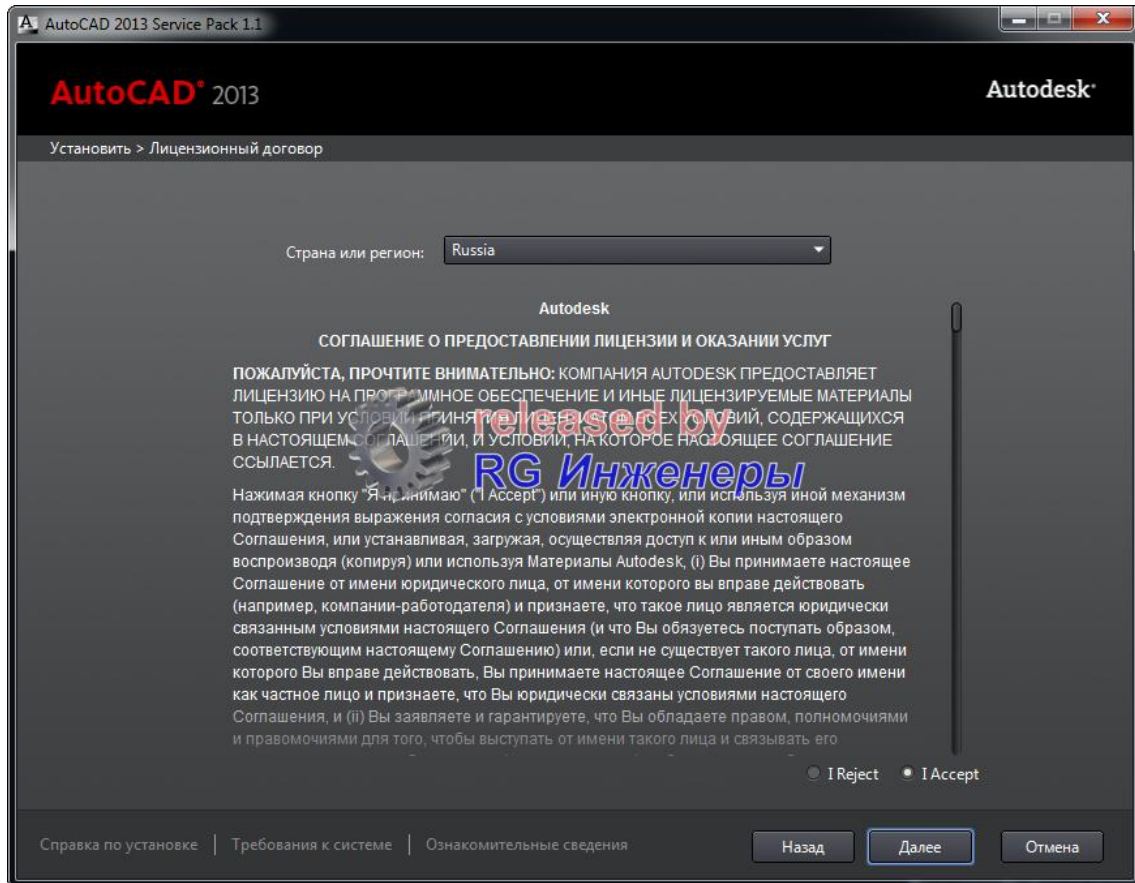 AutoCAD 2013 Service Pack 1.1
AutoCAD® 2013
Autodesk®
Установить > Лицензионный договор
Страна или регион: Russia
Autodesk
СОГЛАШЕНИЕ О ПРЕДОСТАВЛЕНИИ ЛИЦЕНЗИИ И ОКАЗАНИИ УСЛУГ
ПОЖАЛУЙСТА, ПРОЧТИТЕ ВНИМАТЕЛЬНО: КОМПАНИЯ AUTODESK ПРЕДОСТАВЛЯЕТ
ЛИЦЕНЗИЮ НА ПРОГРАММНОЕ ОБЕСПЕЧЕНИЕ И ИНЫЕ ЛИЦЕНЗИРУЕМЫЕ МАТЕРИАЛЫ
ТОЛЬКО ПРИ УСЛОВИИ ПРИНЯТИЯ ЛИЦЕНЗИАТОМ ВСЕХ УСЛОВИЙ, СОДЕРЖАЩИХСЯ
В НАСТОЯЩЕМ СОГЛАШЕНИИ, И УСЛОВИЙ, НА КОТОРОЕ НАСТОЯЩЕЕ СОГЛАШЕНИЕ
ССЫЛАЕТСЯ.
released by
RG Инженеры
Нажимая кнопку "Я принимаю" ("I Accept") или иную кнопку, или используя иной механизм
подтверждения выражения согласия с условиями электронной копии настоящего
Соглашения, или устанавливая, загружая, осуществляя доступ к или иным образом
воспроизводя (копируя) или используя Материалы Autodesk, (i) Вы принимаете настоящее
Соглашение от имени юридического лица, от имени которого вы вправе действовать
(например, компании-работодателя) и признаете, что такое лицо является юридически
связанным условиями настоящего Соглашения (и что Вы обязуетесь поступать образом,
соответствующим настоящему Соглашению) или, если не существует такого лица, от имени
которого Вы вправе действовать, Вы принимаете настоящее Соглашение от своего имени
как частное лицо и признаете, что Вы юридически связаны условиями настоящего
Соглашения, и (ii) Вы заявляете и гарантируете, что Вы обладаете правом, полномочиями
и правомочиями для того, чтобы выступать от имени такого лица и связывать его
I Reject I Accept
Справка по установке | Требования к системе | Ознакомительные сведения
Назад Далее Отмена